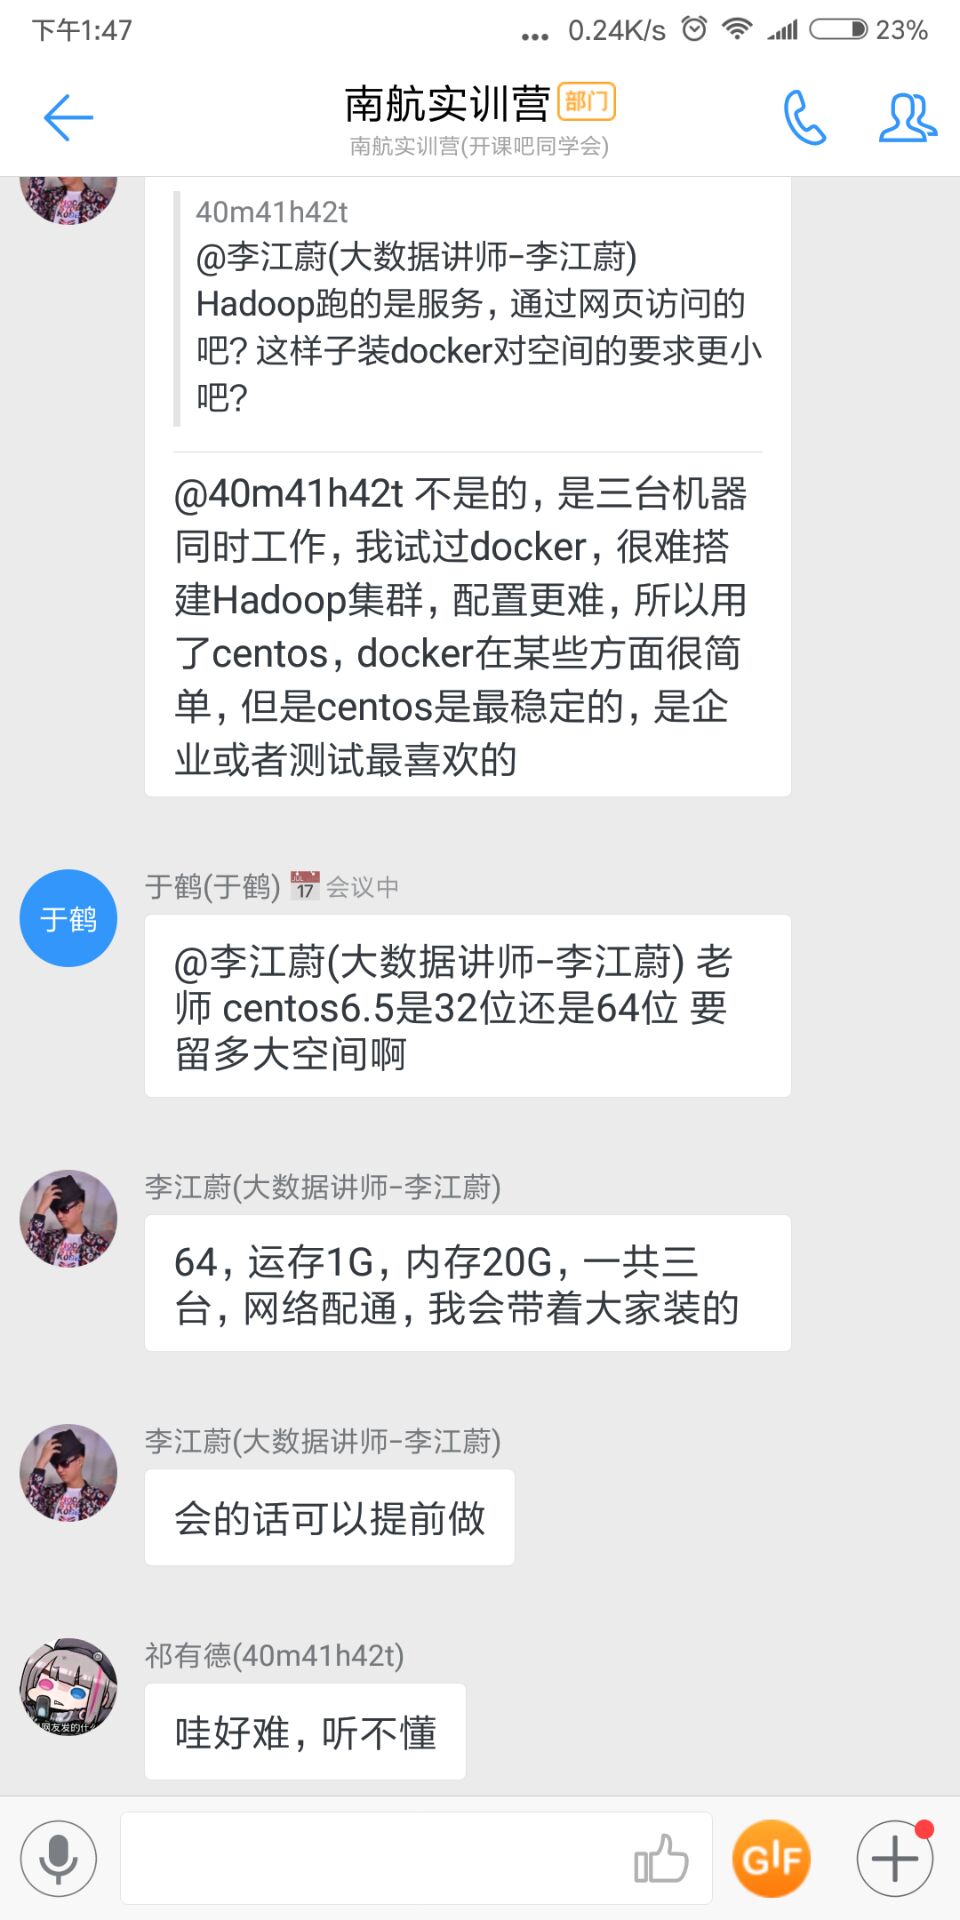 下午1:47
... 0.24K/s 23%
南航实训营 部门
南航实训营(开课吧同学会)
40m41h42t
@李江蔚(大数据讲师-李江蔚)
Hadoop跑的是服务，通过网页访问的
吧？这样子装docker对空间的要求更小
吧？
@40m41h42t 不是的，是三台机器
同时工作，我试过docker，很难搭
建Hadoop集群，配置更难，所以用
了centos，docker在某些方面很简
单，但是centos是最稳定的，是企
业或者测试最喜欢的
于鹤
于鹤(于鹤) 17 会议中
@李江蔚(大数据讲师-李江蔚) 老
师 centos6.5是32位还是64位 要
留多大空间啊
李江蔚(大数据讲师-李江蔚)
64，运存1G，内存20G，一共三
台，网络配通，我会带着大家装的
李江蔚(大数据讲师-李江蔚)
会的话可以提前做
祁有德(40m41h42t)
哇好难，听不懂
GIF